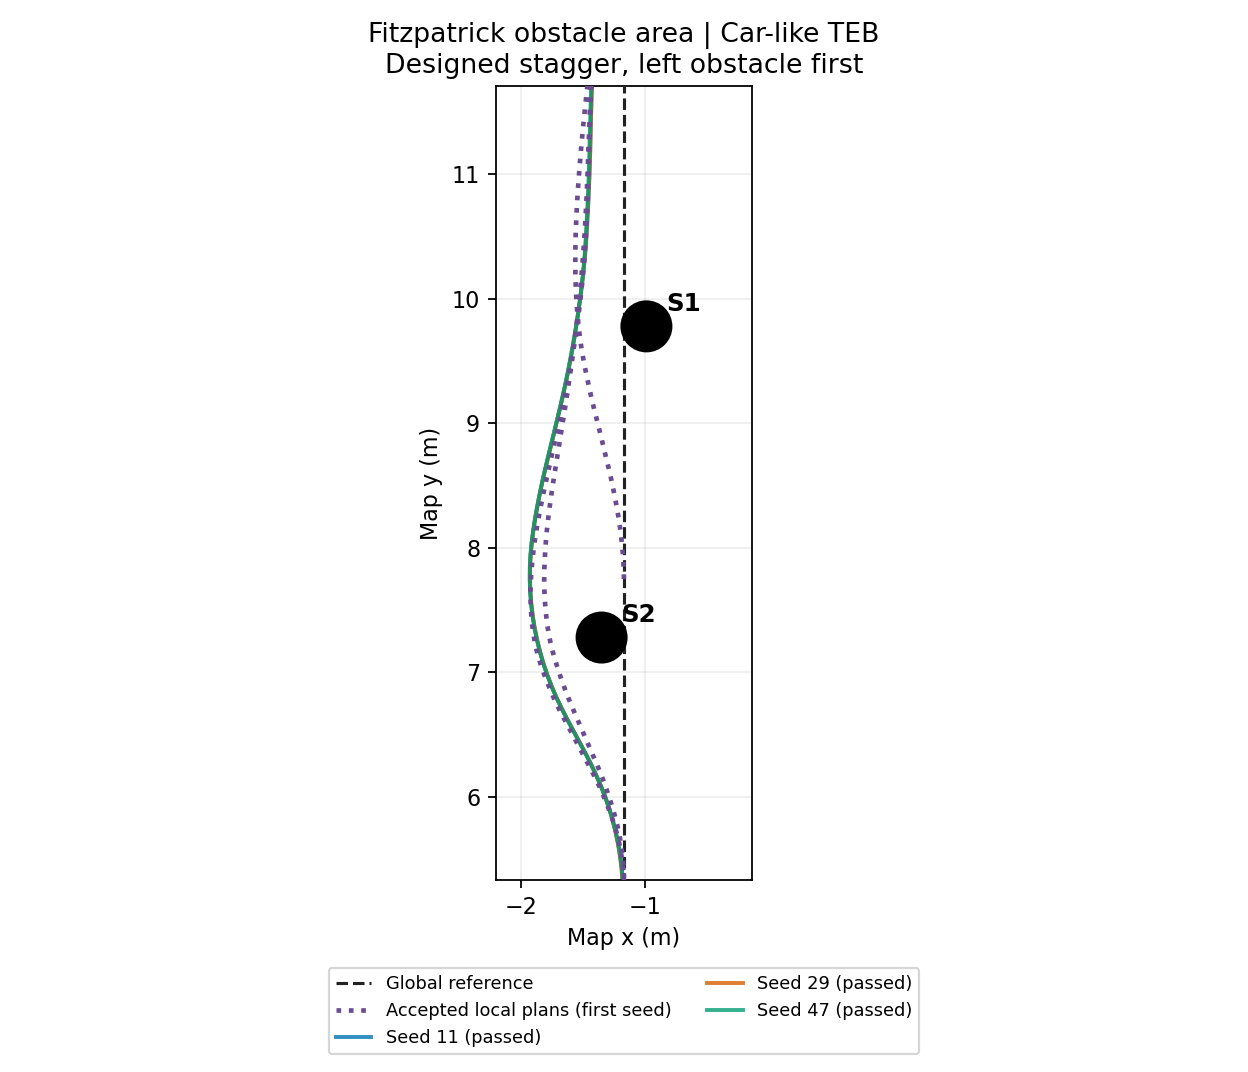 Fitzpatrick obstacle area | Car-like TEB
Designed stagger, left obstacle first
11
10
9
8
7
6
Map y (m)
S1
S2
−2
−1
Map x (m)
Global reference
Accepted local plans (first seed)
Seed 11 (passed)
Seed 29 (passed)
Seed 47 (passed)